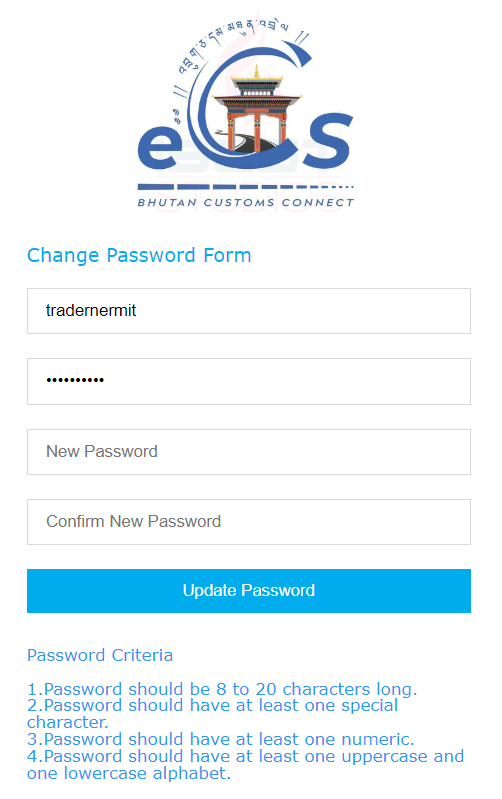 eCS
BHUTAN CUSTOMS CONNECT
Change Password Form
tradernermit
••••••••••
New Password
Confirm New Password
Update Password
Password Criteria
1.Password should be 8 to 20 characters long.
2.Password should have at least one special
character.
3.Password should have at least one numeric.
4.Password should have at least one uppercase and
one lowercase alphabet.